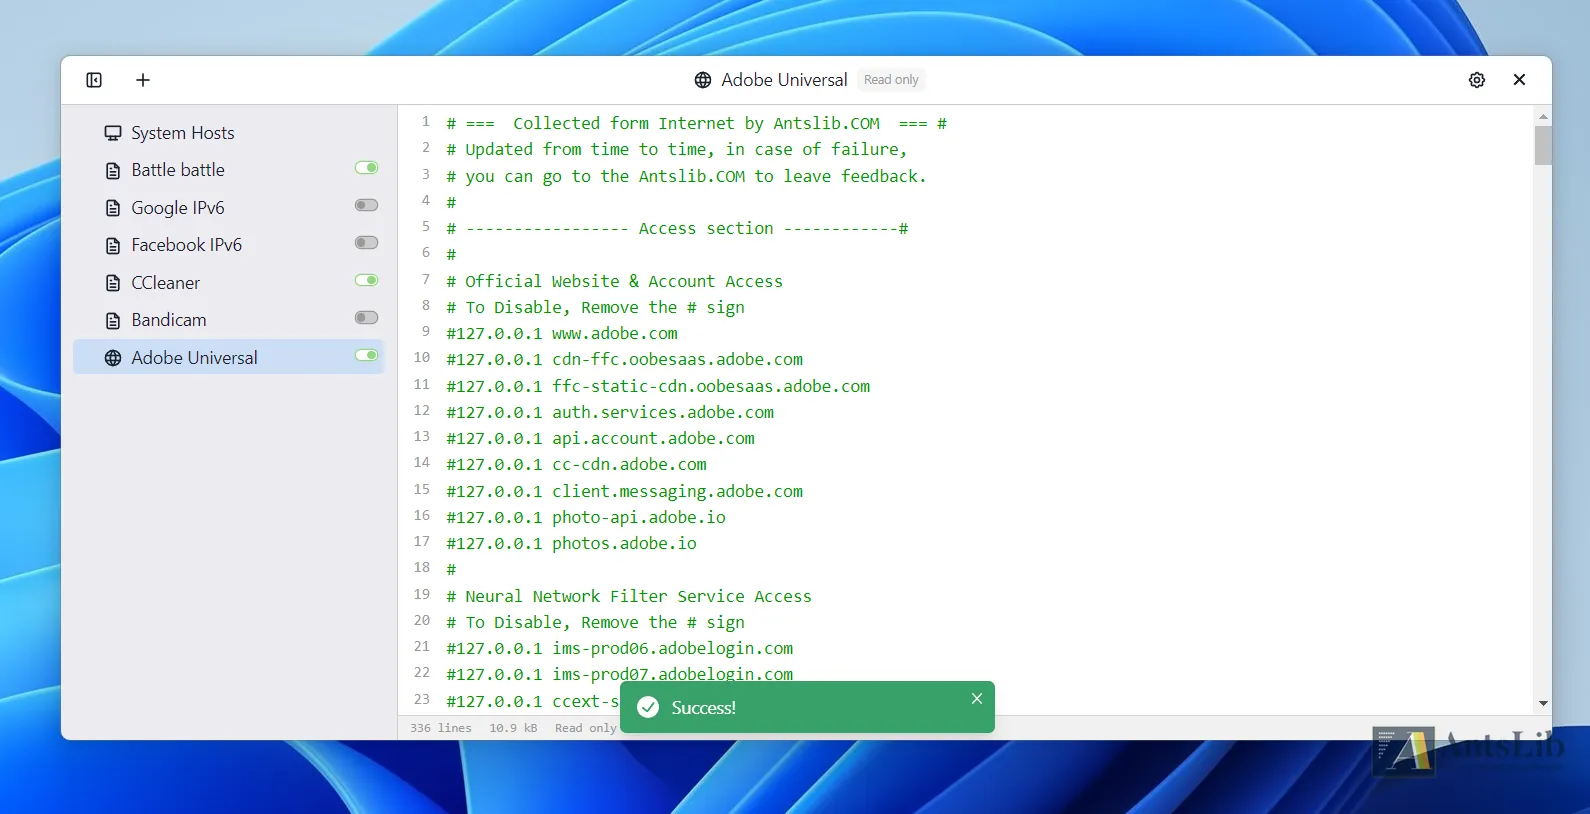 Adobe Universal Read only
System Hosts
Battle battle
Google IPv6
Facebook IPv6
CCleaner
Bandicam
Adobe Universal
1 # ===  Collected form Internet by Antslib.COM  === #
2 # Updated from time to time, in case of failure,
3 # you can go to the Antslib.COM to leave feedback.
4 #
5 # ----------------- Access section ------------#
6 #
7 # Official Website & Account Access
8 # To Disable, Remove the # sign
9 #127.0.0.1 www.adobe.com
10 #127.0.0.1 cdn-ffc.oobesaas.adobe.com
11 #127.0.0.1 ffc-static-cdn.oobesaas.adobe.com
12 #127.0.0.1 auth.services.adobe.com
13 #127.0.0.1 api.account.adobe.com
14 #127.0.0.1 cc-cdn.adobe.com
15 #127.0.0.1 client.messaging.adobe.com
16 #127.0.0.1 photo-api.adobe.io
17 #127.0.0.1 photos.adobe.io
18 #
19 # Neural Network Filter Service Access
20 # To Disable, Remove the # sign
21 #127.0.0.1 ims-prod06.adobelogin.com
22 #127.0.0.1 ims-prod07.adobelogin.com
23 #127.0.0.1 ccext-s
Success!
336 lines 10.9 kB Read only
AntsLib